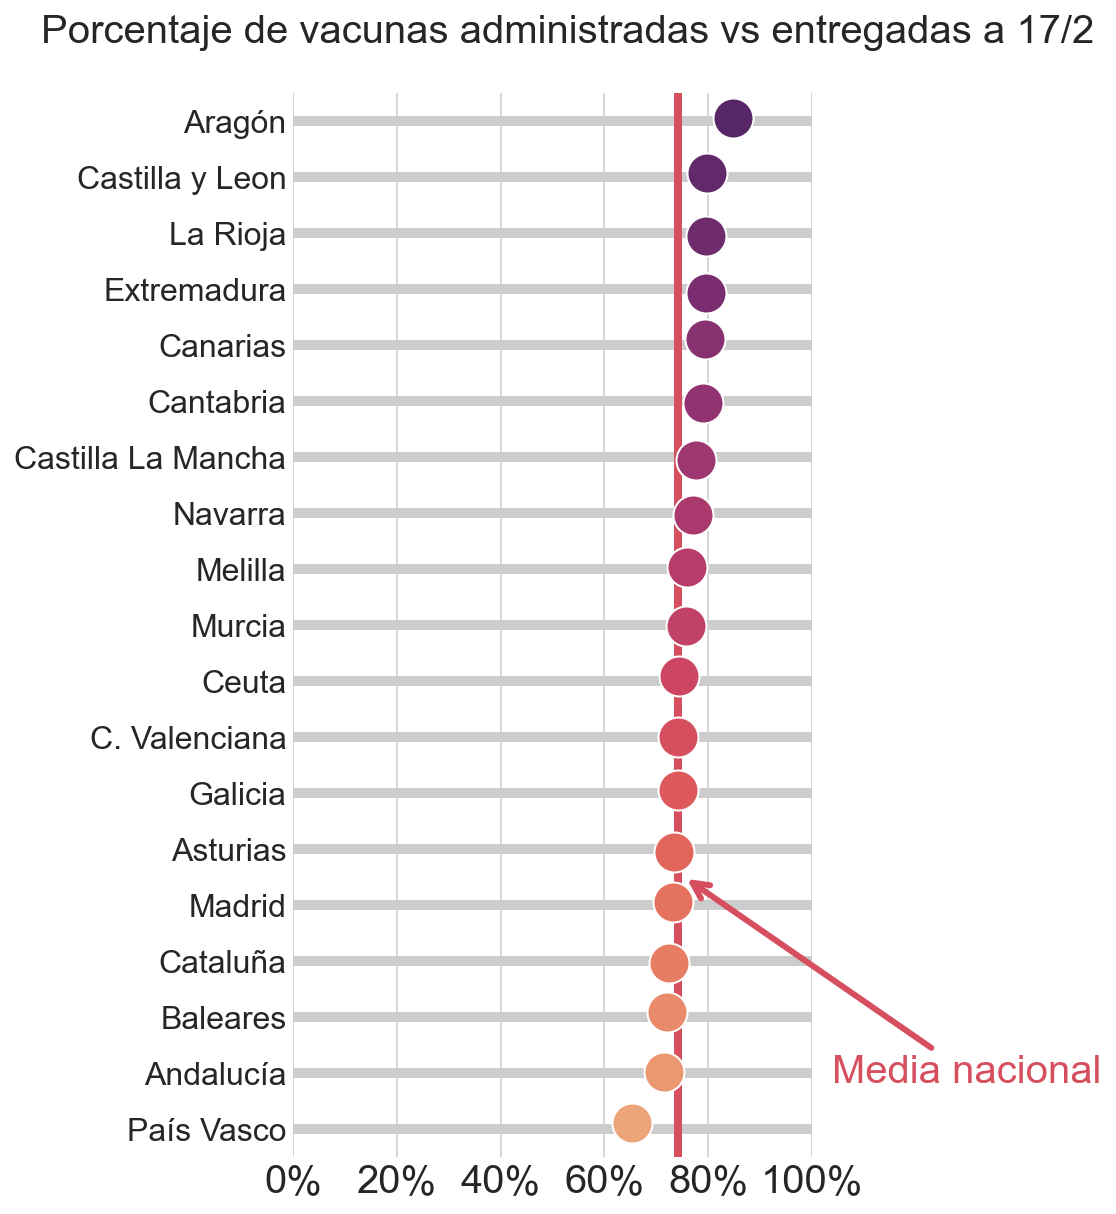 Porcentaje de vacunas administradas vs entregadas a 17/2
Aragón
Castilla y Leon
La Rioja
Extremadura
Canarias
Cantabria
Castilla La Mancha
Navarra
Melilla
Murcia
Ceuta
C. Valenciana
Galicia
Asturias
Madrid
Cataluña
Baleares
Andalucía
Media nacional
País Vasco
0% 20% 40% 60% 80% 100%